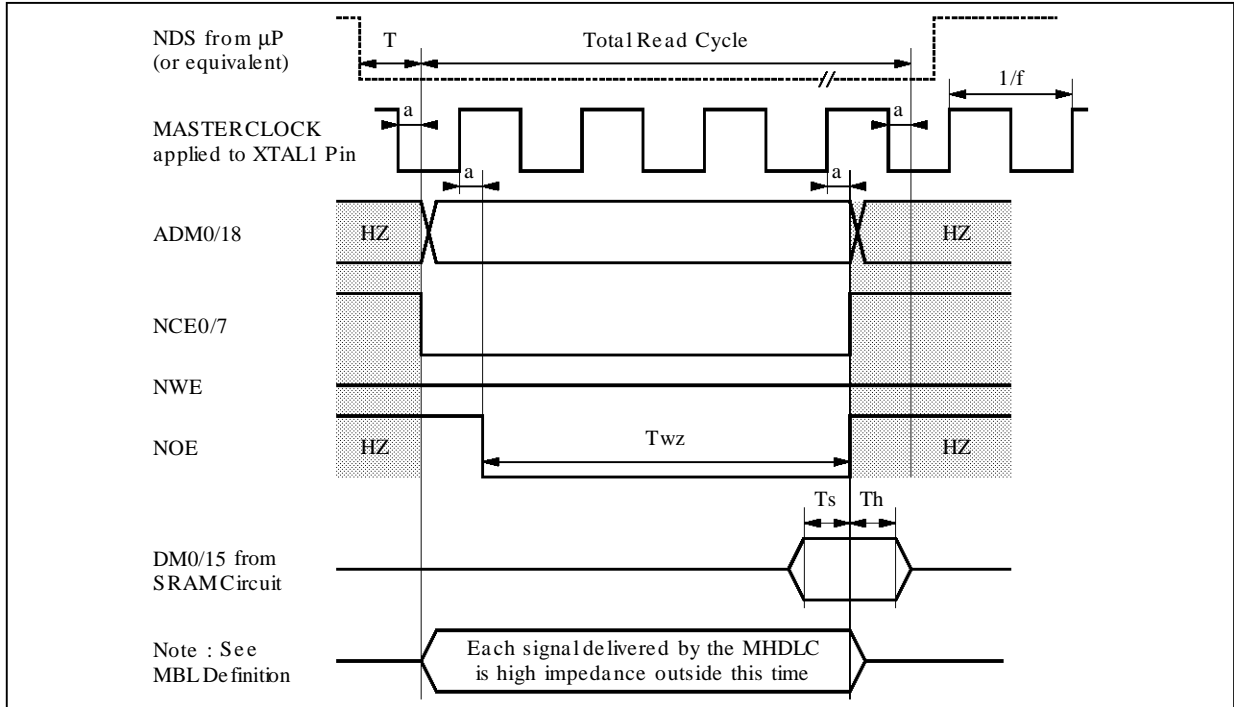 NDS from µP
(or equivalent)
T
Total Read Cycle
1/f
a
a
MASTERCLOCK
applied to XTAL1 Pin
a
a
ADM0/18
HZ
HZ
NCE0/7
NWE
NOE
HZ
Twz
HZ
Ts
Th
DM0/15 from
SRAM Circuit
Note : See
MBL Definition
Each signal delivered by the MHDLC
is high impedance outside this time